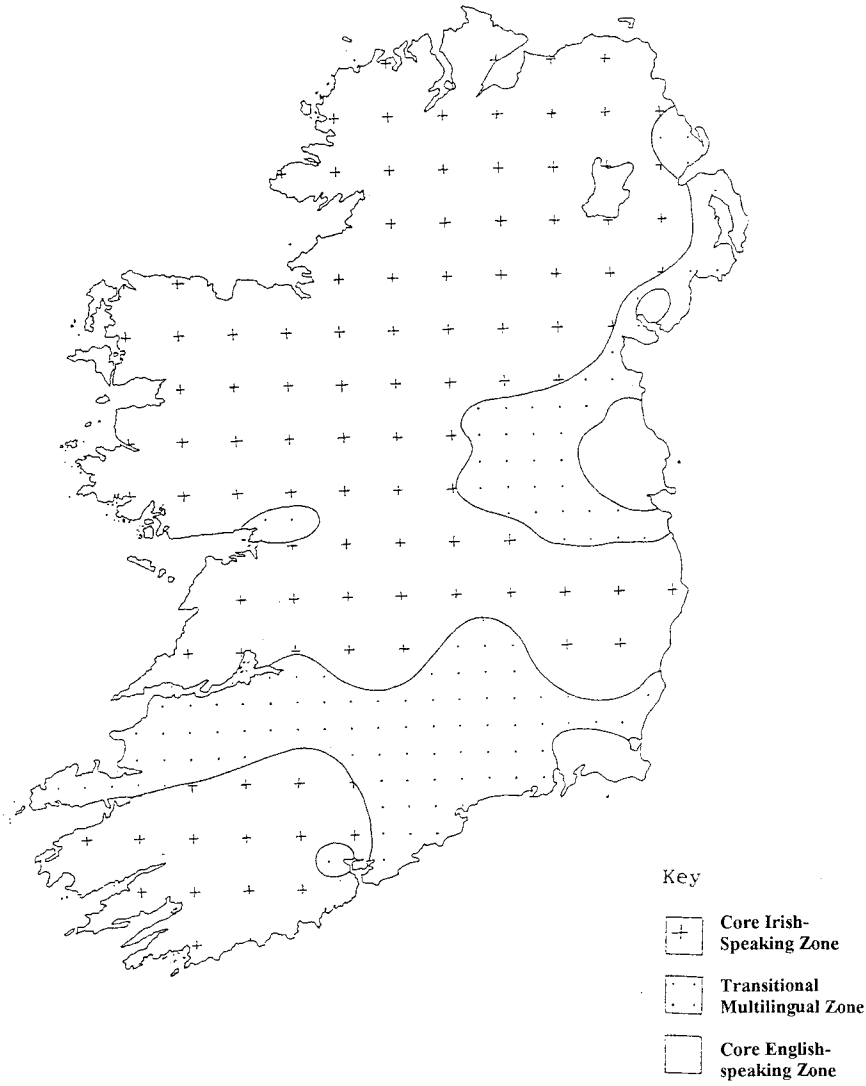 Key
Core Irish-
Speaking Zone
Transitional
Multilingual Zone
Core English-
speaking Zone